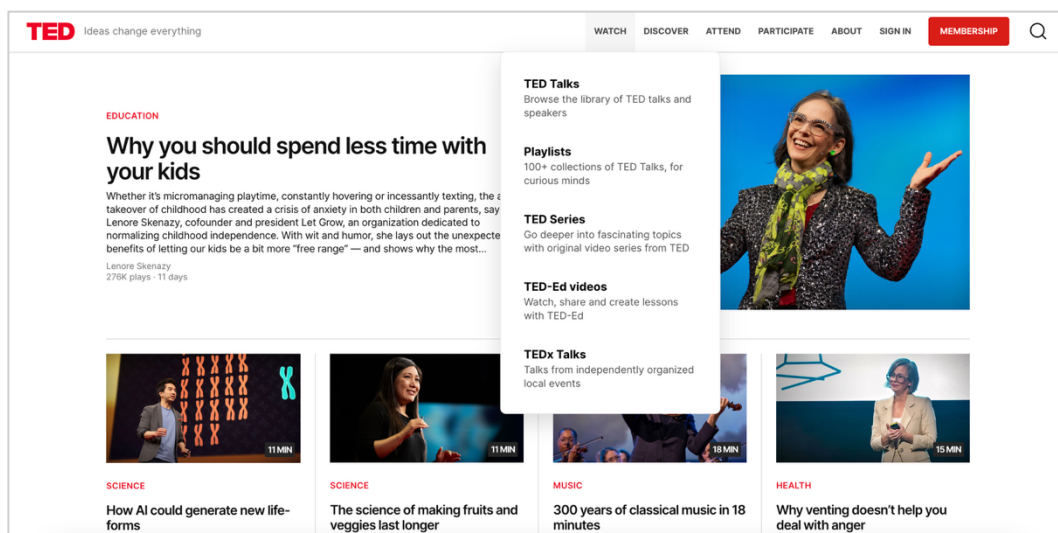 TED Ideas change everything
WATCH DISCOVER ATTEND PARTICIPATE ABOUT SIGN IN MEMBERSHIP
TED Talks
Browse the library of TED talks and
speakers
Playlists
100+ collections of TED Talks, for
curious minds
TED Series
Go deeper into fascinating topics
with original video series from TED
TED-Ed videos
Watch, share and create lessons
with TED-Ed
TEDx Talks
Talks from independently organized
local events
EDUCATION
Why you should spend less time with
your kids
Whether it's micromanaging playtime, constantly hovering or incessantly texting, the
takeover of childhood has created a crisis of anxiety in both children and parents, say
Lenore Skenazy, cofounder and president Let Grow, an organization dedicated to
normalizing childhood independence. With wit and humor, she lays out the unexpecte
benefits of letting our kids be a bit more "free range" — and shows why the most...
Lenore Skenazy
276K plays · 11 days
11 MIN
SCIENCE
How AI could generate new life-
forms
11 MIN
SCIENCE
The science of making fruits and
veggies last longer
18 MIN
MUSIC
300 years of classical music in 18
minutes
15 MIN
HEALTH
Why venting doesn't help you
deal with anger